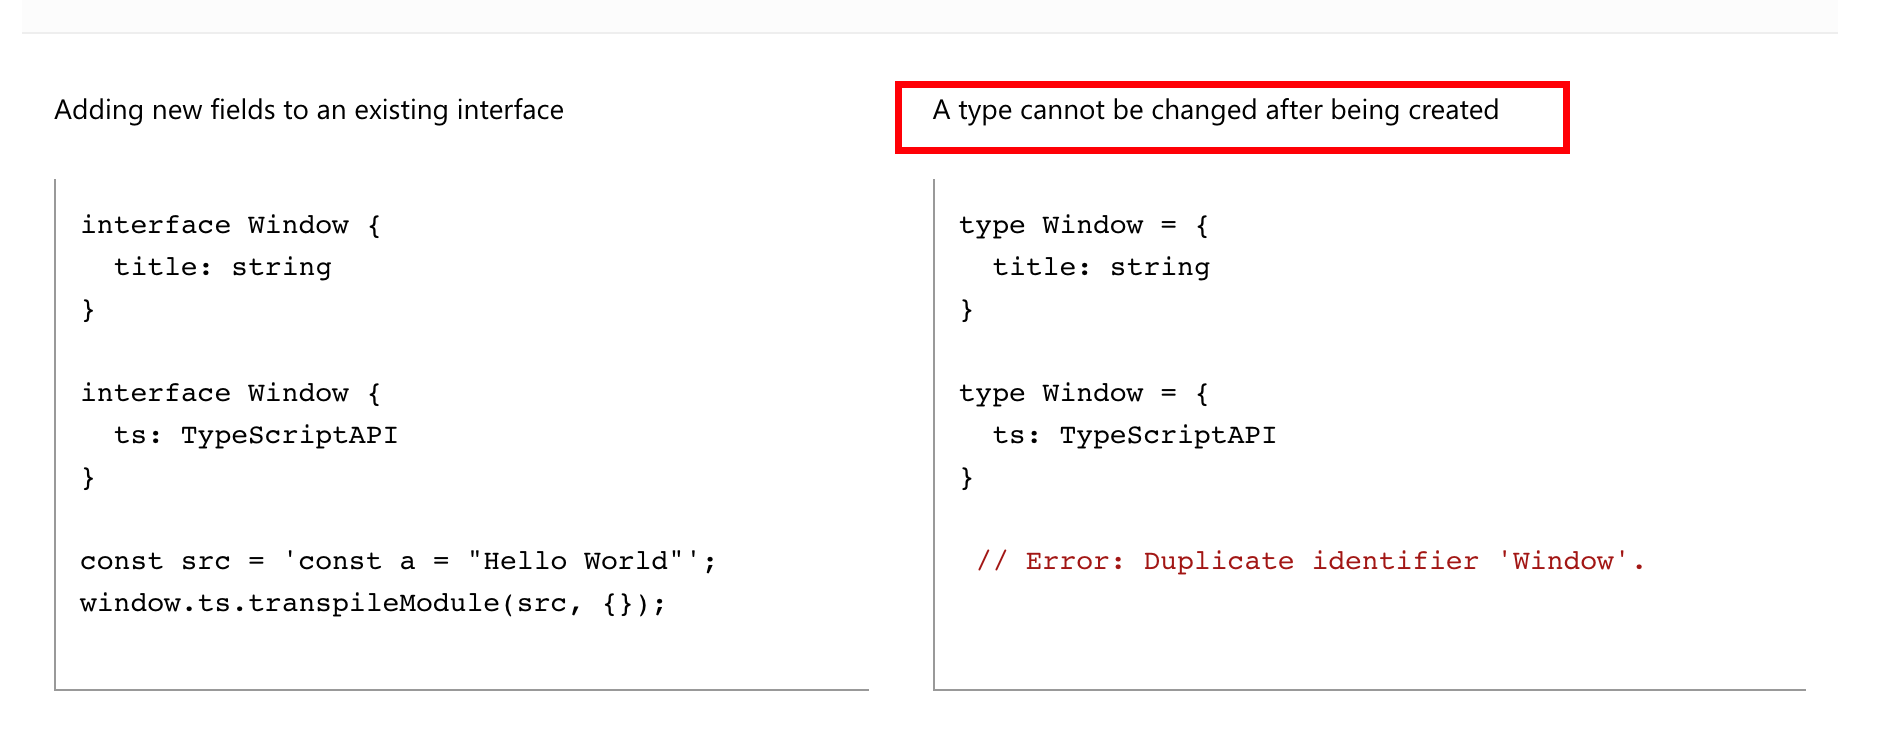 Adding new fields to an existing interface
interface Window {
  title: string
}
interface Window {
  ts: TypeScriptAPI
}
const src = 'const a = "Hello World"';
window.ts.transpileModule(src, {});
A type cannot be changed after being created
type Window = {
  title: string
}
type Window = {
  ts: TypeScriptAPI
}
// Error: Duplicate identifier 'Window'.